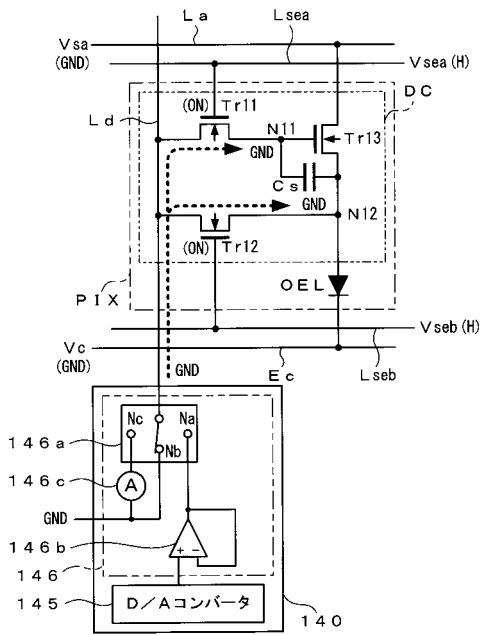 La
Lsea
Vsa
(GND)
Vsea(H)
DC
(ON)
Tr11
Ld
N11
Tr13
GND
Cs
GND
N12
(ON)
Tr12
PIX
OEL
Vseb(H)
Vc
(GND)
Ec
Lseb
GND
Nc
Na
146a
Nb
146c
A
GND
146b
+ -
146
145
D/Aコンバータ
140